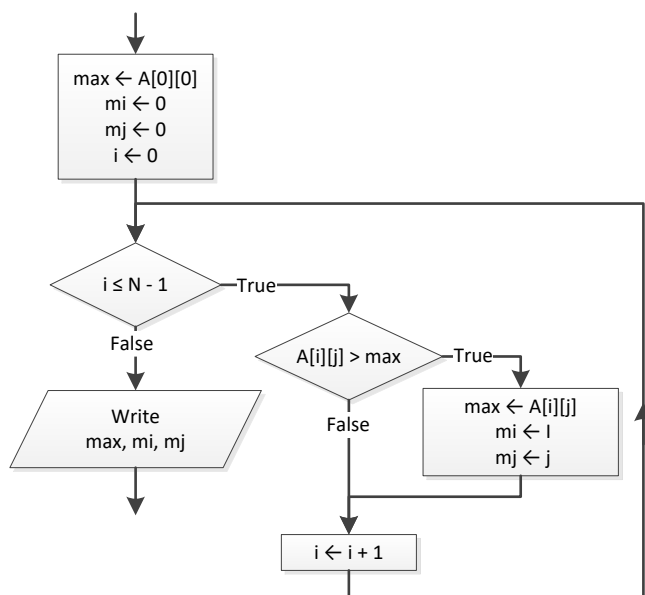 max ← A[0][0]
mi ← 0
mj ← 0
i ← 0
i ≤ N - 1
True
False
A[i][j] > max
True
False
Write
max, mi, mj
max ← A[i][j]
mi ← I
mj ← j
i ← i + 1